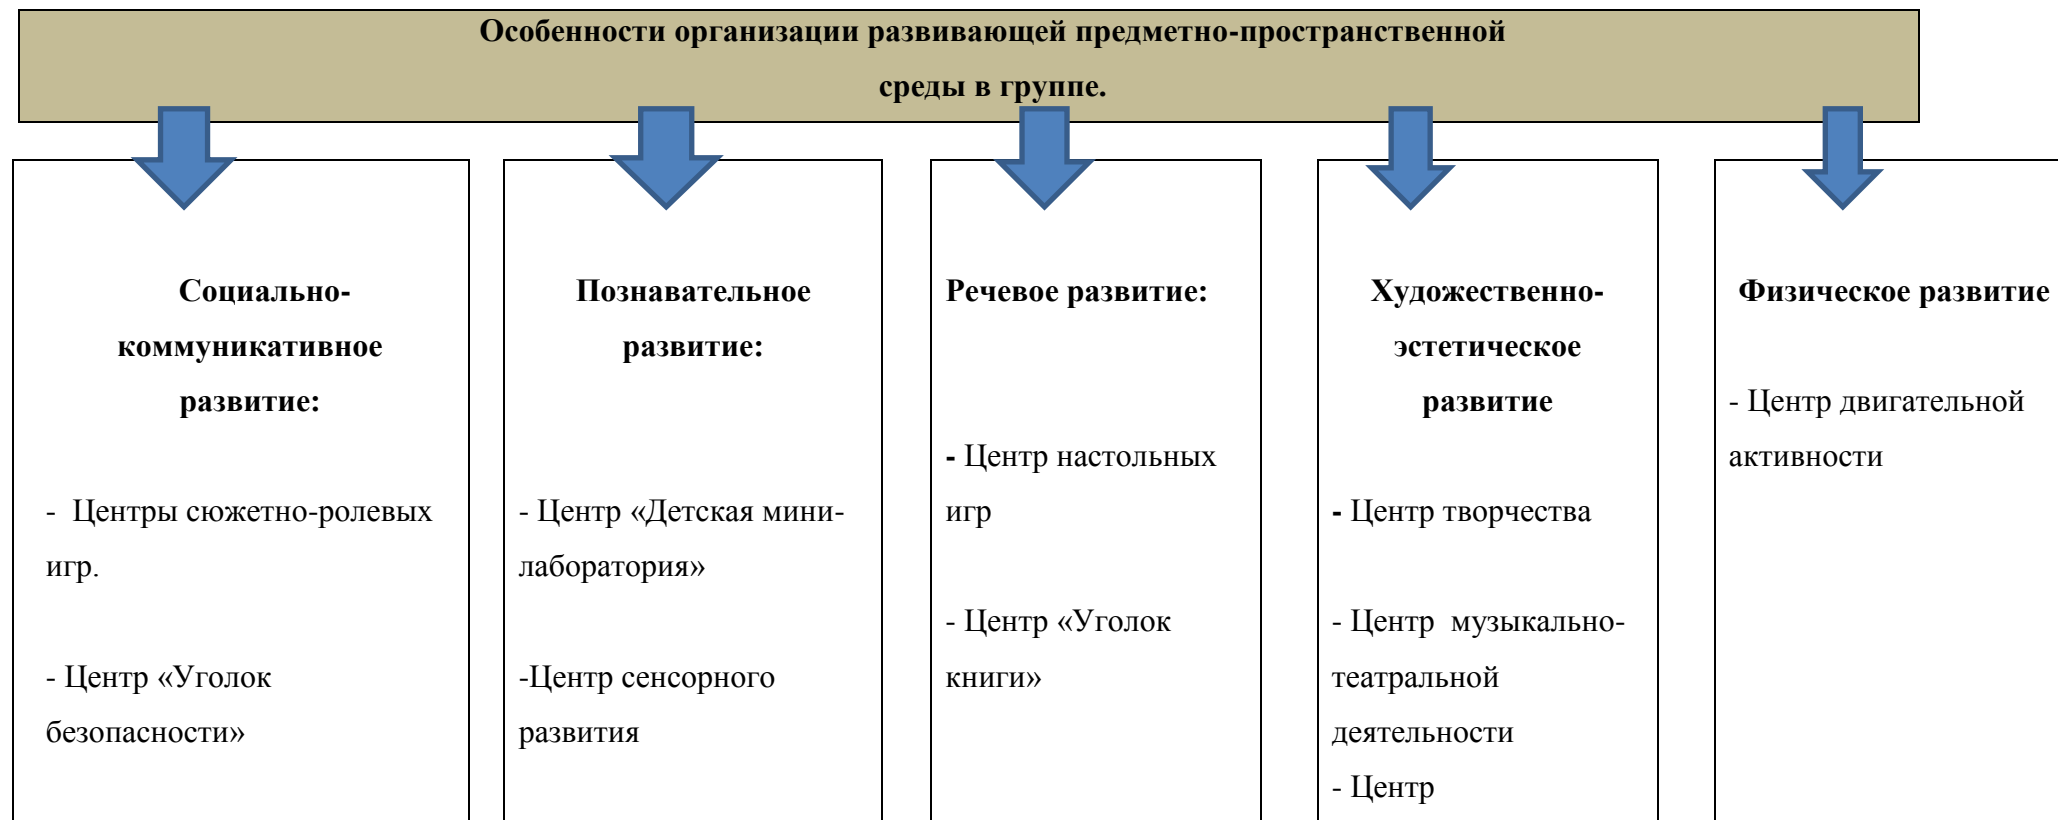 Особенности организации развивающей предметно-пространственной
среды в группе.
Социально-
коммуникативное
развитие:
- Центры сюжетно-ролевых
игр.
- Центр «Уголок
безопасности»
Познавательное
развитие:
- Центр «Детская мини-
лаборатория»
-Центр сенсорного
развития
Речевое развитие:
- Центр настольных
игр
- Центр «Уголок
книги»
Художественно-
эстетическое
развитие
- Центр творчества
- Центр  музыкально-
театральной
деятельности
- Центр
Физическое развитие
- Центр двигательной
активности